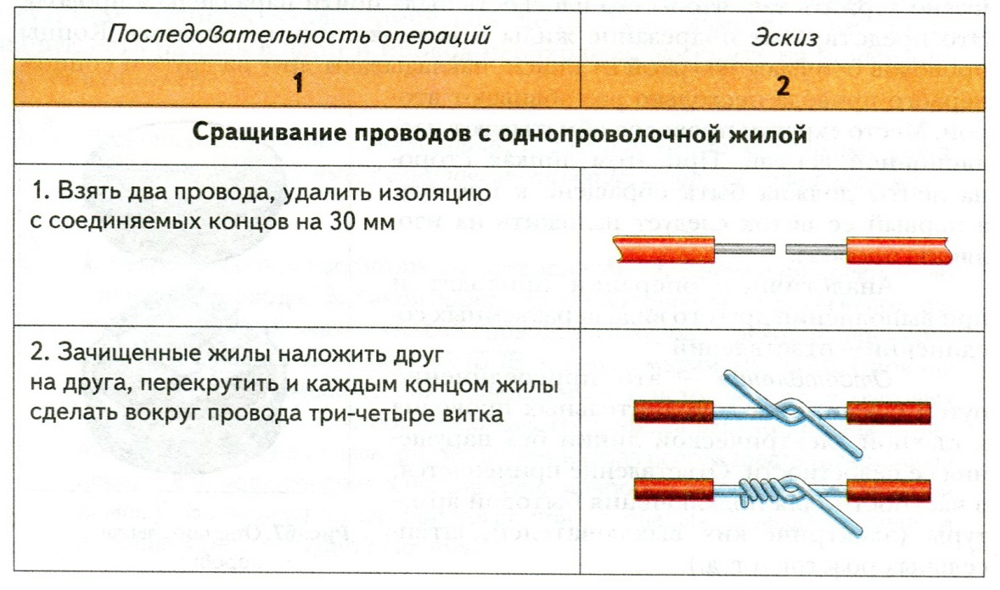 Последовательность операций
Эскиз
1
2
Сращивание проводов с однопроволочной жилой
1. Взять два провода, удалить изоляцию
с соединяемых концов на 30 мм
2. Зачищенные жилы наложить друг
на друга, перекрутить и каждым концом жилы
сделать вокруг провода три-четыре витка